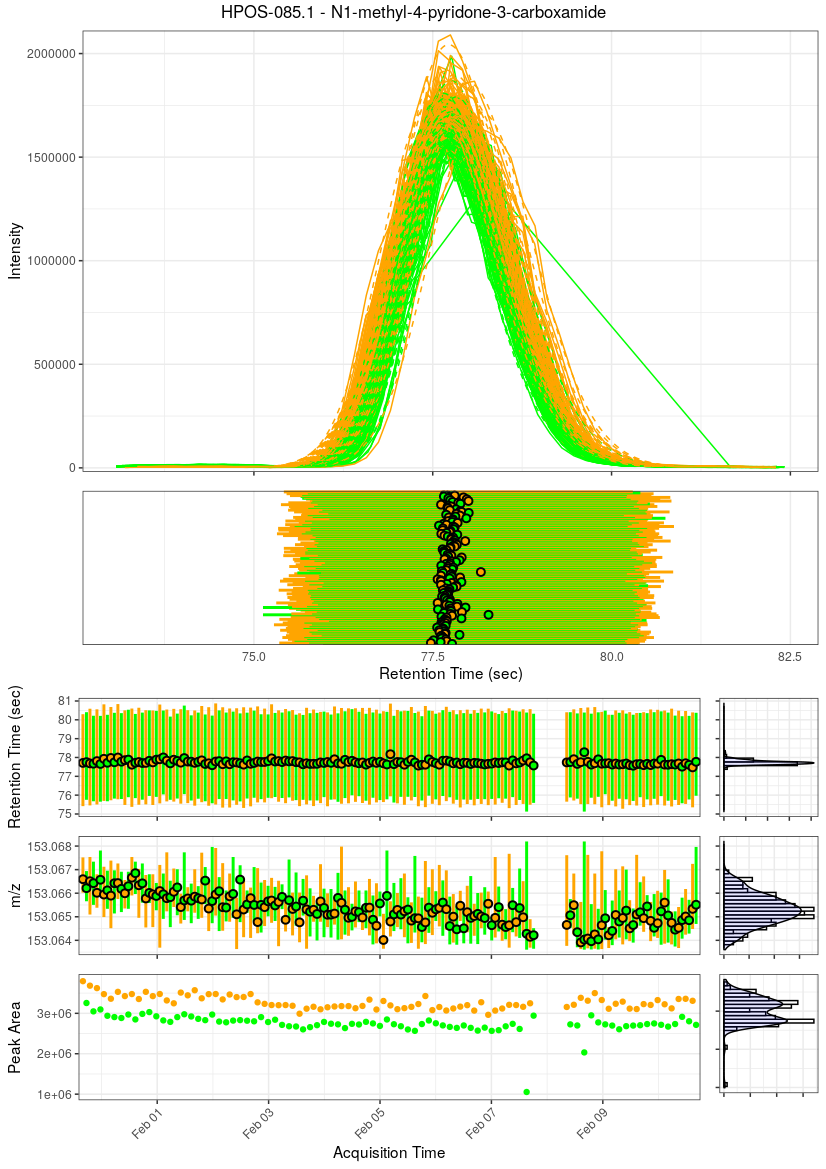 HPOS-085.1 - N1-methyl-4-pyridone-3-carboxamide
2000000
1500000
1000000
500000
0
Intensity
75.0 77.5 80.0 82.5
Retention Time (sec)
81
80
79
78
77
76
75
Retention Time (sec)
153.068
153.067
153.066
153.065
153.064
m/z
3e+06
2e+06
1e+06
Peak Area
Feb 01 Feb 03 Feb 05 Feb 07 Feb 09
Acquisition Time